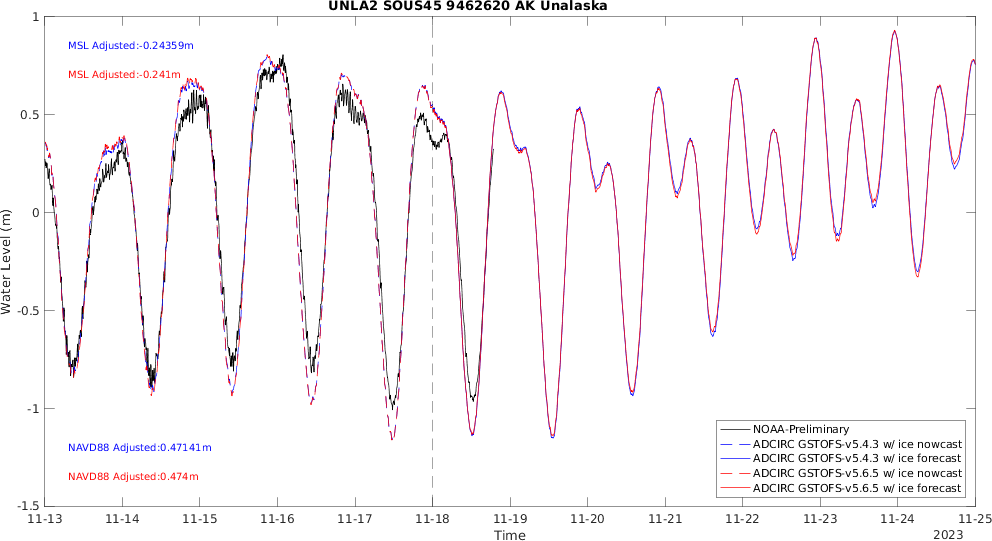 UNLA2 SOUS45 9462620 AK Unalaska
MSL Adjusted:-0.24359m
MSL Adjusted:-0.241m
NAVD88 Adjusted:0.47141m
NAVD88 Adjusted:0.474m
Water Level (m)
1
0.5
0
-0.5
-1
-1.5
NOAA-Preliminary
ADCIRC GSTOFS-v5.4.3 w/ ice nowcast
ADCIRC GSTOFS-v5.4.3 w/ ice forecast
ADCIRC GSTOFS-v5.6.5 w/ ice nowcast
ADCIRC GSTOFS-v5.6.5 w/ ice forecast
11-13 11-14 11-15 11-16 11-17 11-18 11-19 11-20 11-21 11-22 11-23 11-24 11-25
Time
2023